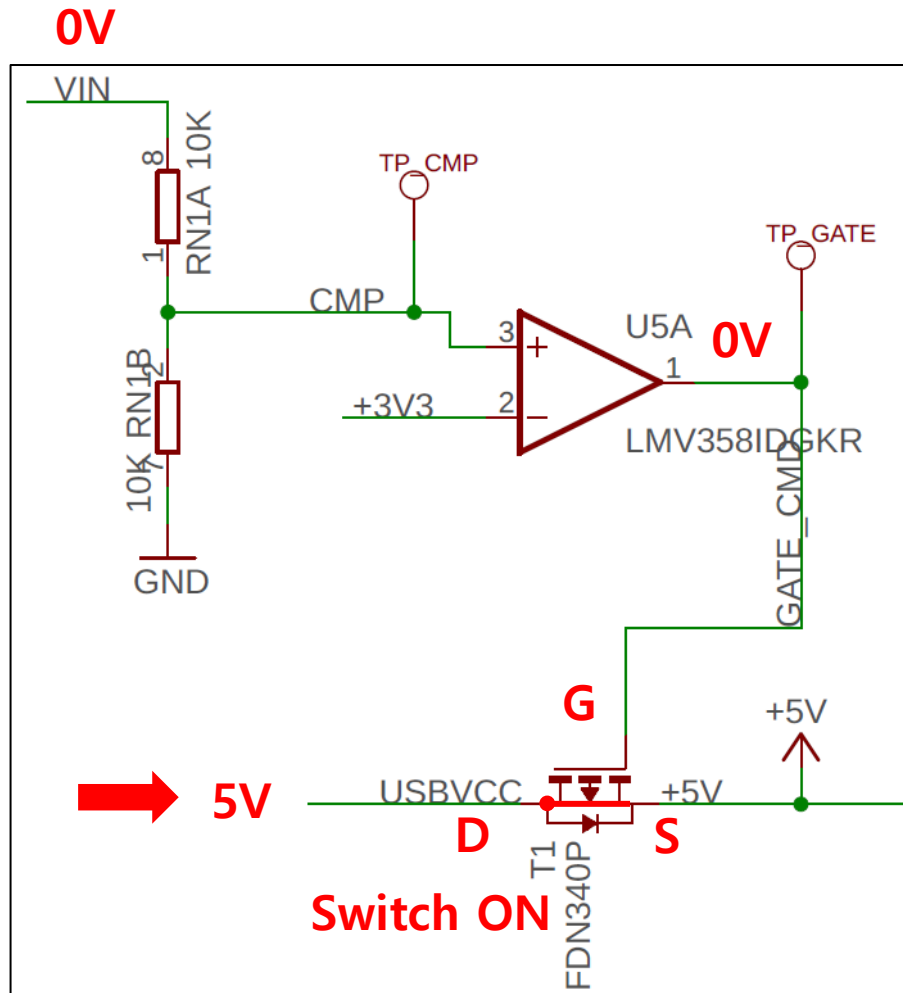 0V
VIN
8
RN1A 10K
1
TP_CMP
TP_GATE
CMP
3
+
U5A
0V
1
2
10K RN1B
7
+3V3
2
−
LMV358IDGKR
GATE_CMD
GND
G
+5V
5V
USBVCC
+5V
D
S
T1
FDN340P
Switch ON